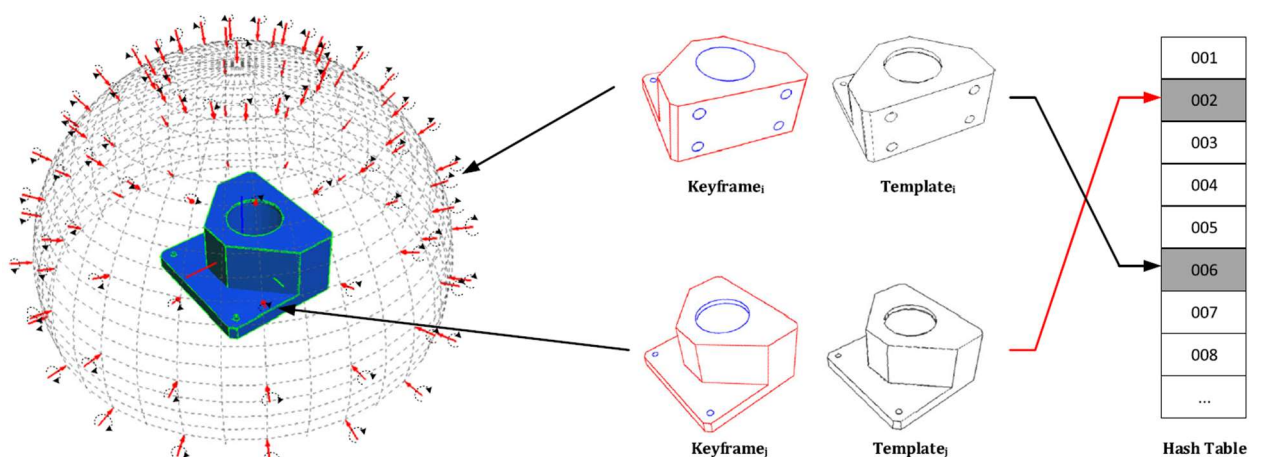 001
002
003
004
005
006
007
008
...
Keyframeᵢ
Templateᵢ
Keyframeⱼ
Templateⱼ
Hash Table